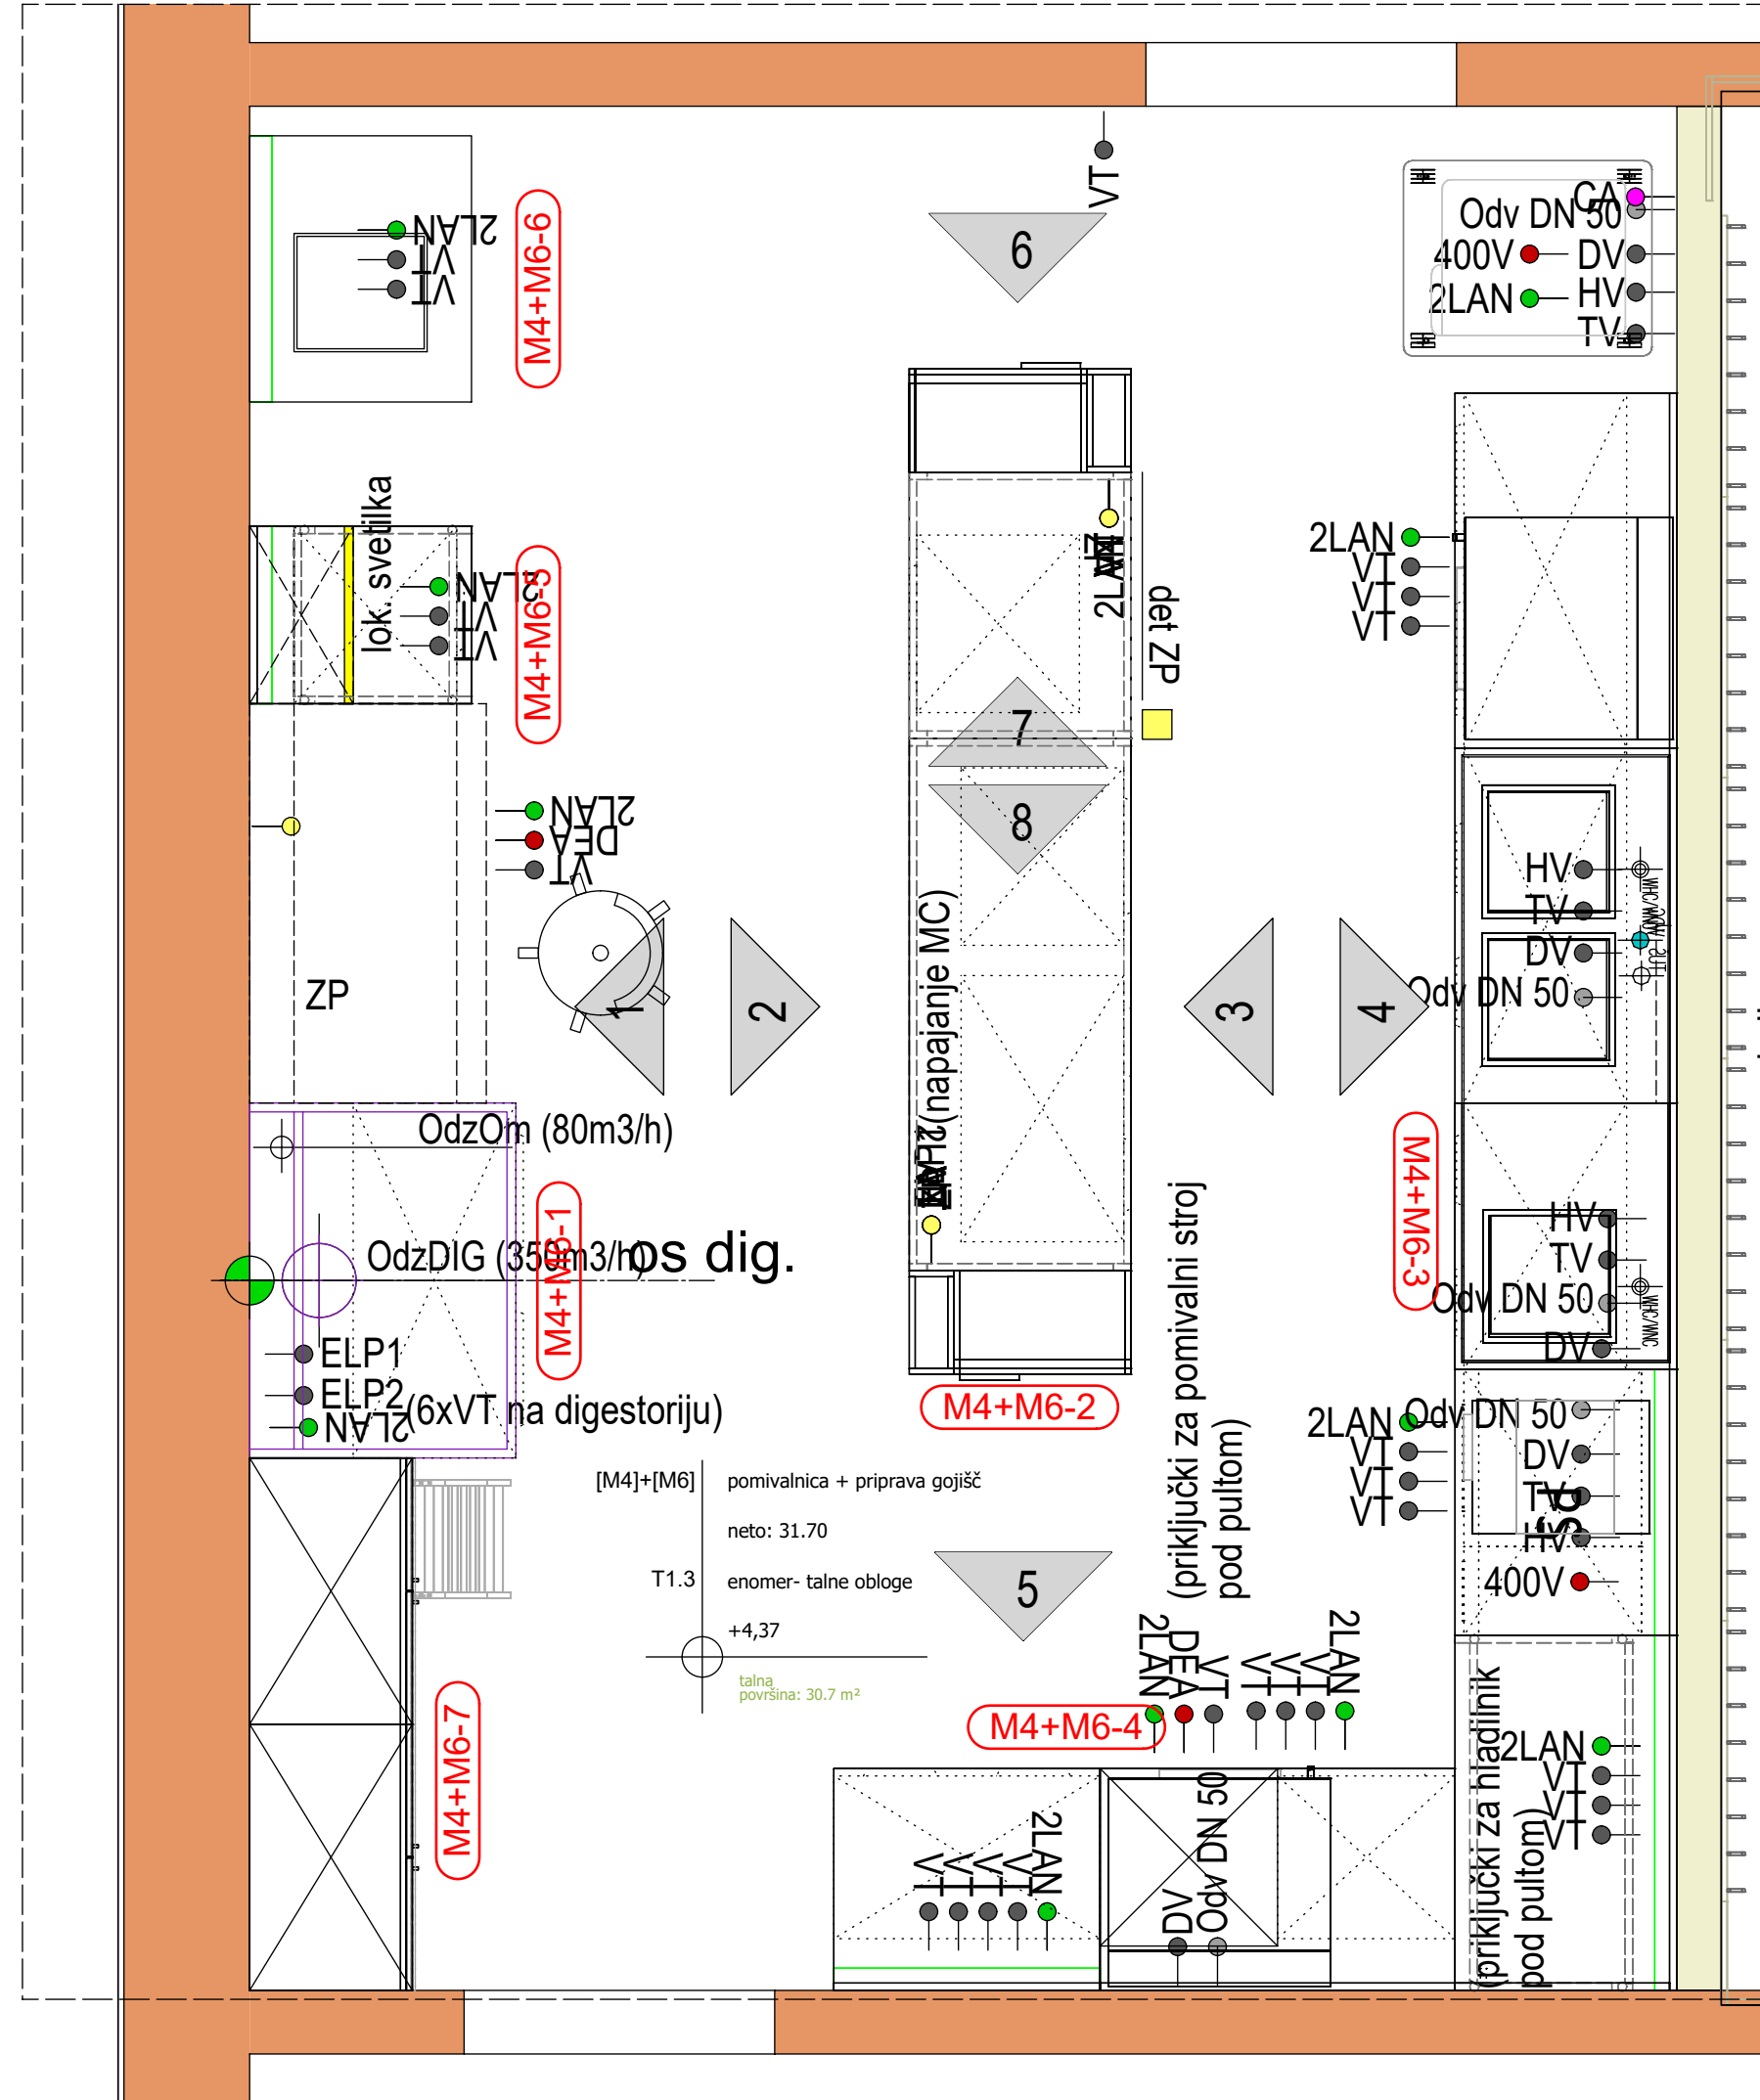 VT
6
2LAN
VT
VT
M4+M6-6
CA
Odv DN 50
400V
DV
2LAN
HV
TV
lok. svetilka
2LAN
VT
VT
M4+M6-5
2LAN
det ZP
2LAN
VT
VT
VT
7
8
2LAN
DEA
VT
ZP
1
2
3
4
(napajanje MC)
HV
TV
DV
Odv DN 50
OdzOm (80m3/h)
OdzDIG (350m3/h)
os dig.
M4+M6-1
ELP1
ELP2
2LAN
(6xVT na digestoriju)
M4+M6-2
M4+M6-3
HV
TV
Odv DN 50
WHC/WNC
DV
2LAN
VT
VT
VT
Odv DN 50
DV
TV
HV
400V
[M4]+[M6]
pomivalnica + priprava gojišč
neto: 31.70
T1.3
enomer- talne obloge
+4,37
talna
površina: 30.7 m²
5
(priključki za pomivalni stroj
pod pultom)
2LAN
DEA
VT
VT
VT
VT
2LAN
M4+M6-4
M4+M6-7
VT
VT
VT
VT
2LAN
DV
Odv DN 50
(priključki za hladilnik
pod pultom)
2LAN
VT
VT
VT